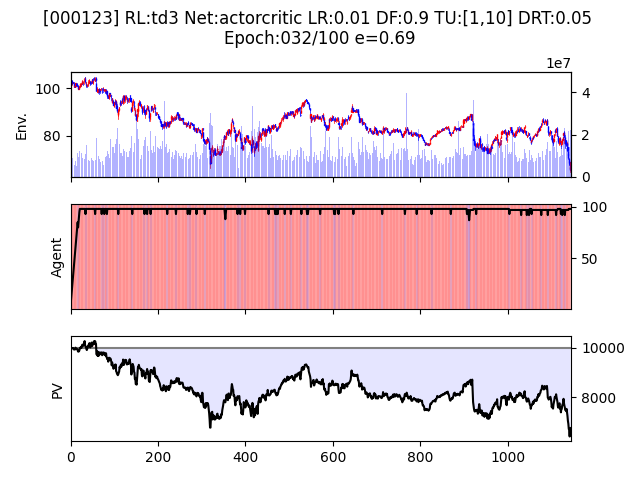 [000123] RL:td3 Net:actorcritic LR:0.01 DF:0.9 TU:[1,10] DRT:0.05
Epoch:032/100 e=0.69
1e7
100
80
Env.
4
2
0
Agent
100
50
PV
10000
8000
0 200 400 600 800 1000